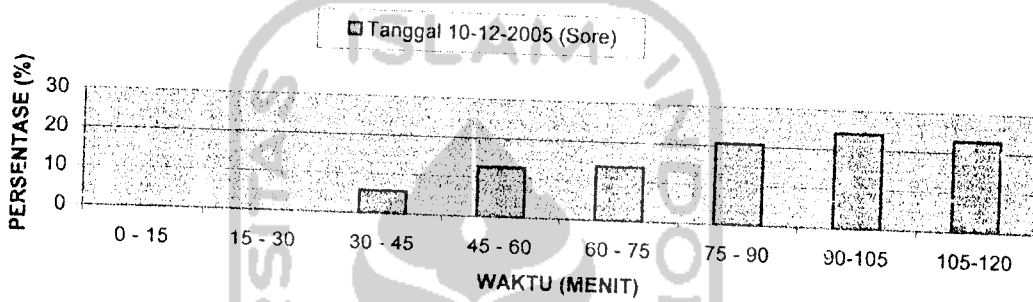 Tanggal 10-12-2005 (Sore)
PERSENTASE (%)
30
20
10
0
0 - 15
15 - 30
30 - 45
45 - 60
60 - 75
75 - 90
90-105
105-120
WAKTU (MENIT)
ISLAM